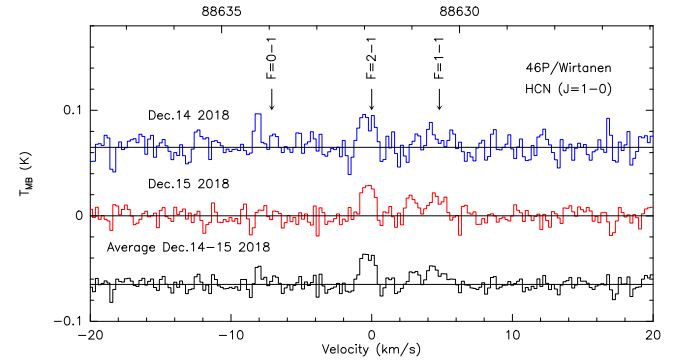 88635 88630
F=0−1 F=2−1 F=1−1
46P/Wirtanen
HCN (J=1−0)
0.1
Dec.14 2018
T_MB (K)
Dec.15 2018
0
Average Dec.14−15 2018
−0.1
−20 −10 0 10 20
Velocity (km/s)